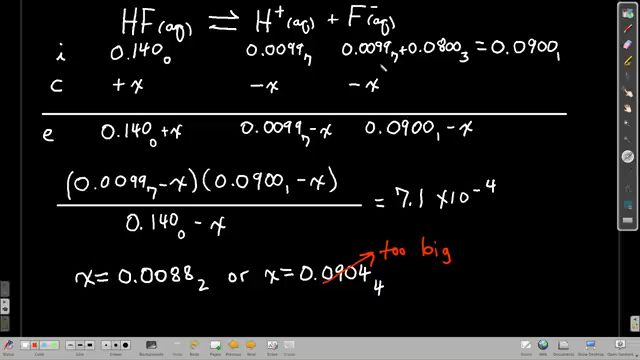 HF(aq) ⇌ H⁺(aq) + F⁻(aq)
i 0.140₀ 0.0099₇ 0.0099₇+0.0800₃=0.0900₁
c +x -x -x
e 0.140₀+x 0.0099₇-x 0.0900₁-x
(0.0099₇-x)(0.0900₁-x)
= 7.1 x10⁻⁴
0.140₀-x
too big
x=0.0088₂ or x=0.0904₄